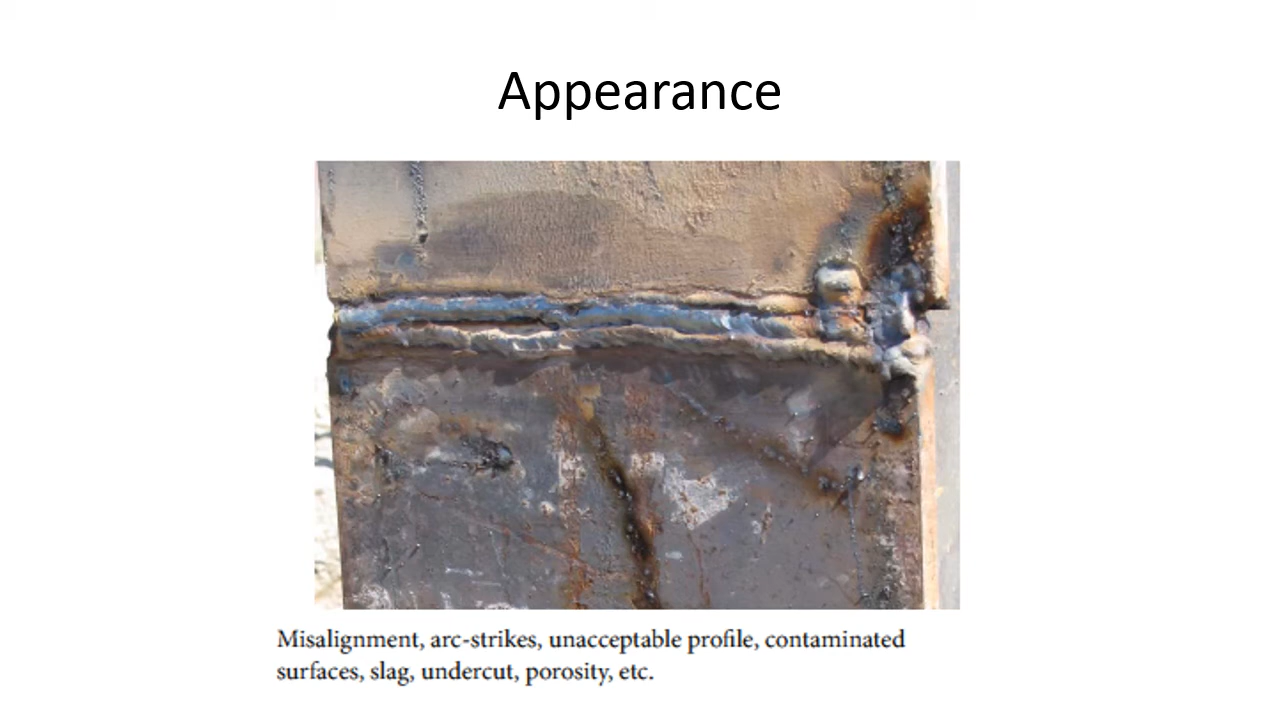 Appearance
Misalignment, arc-strikes, unacceptable profile, contaminated
surfaces, slag, undercut, porosity, etc.